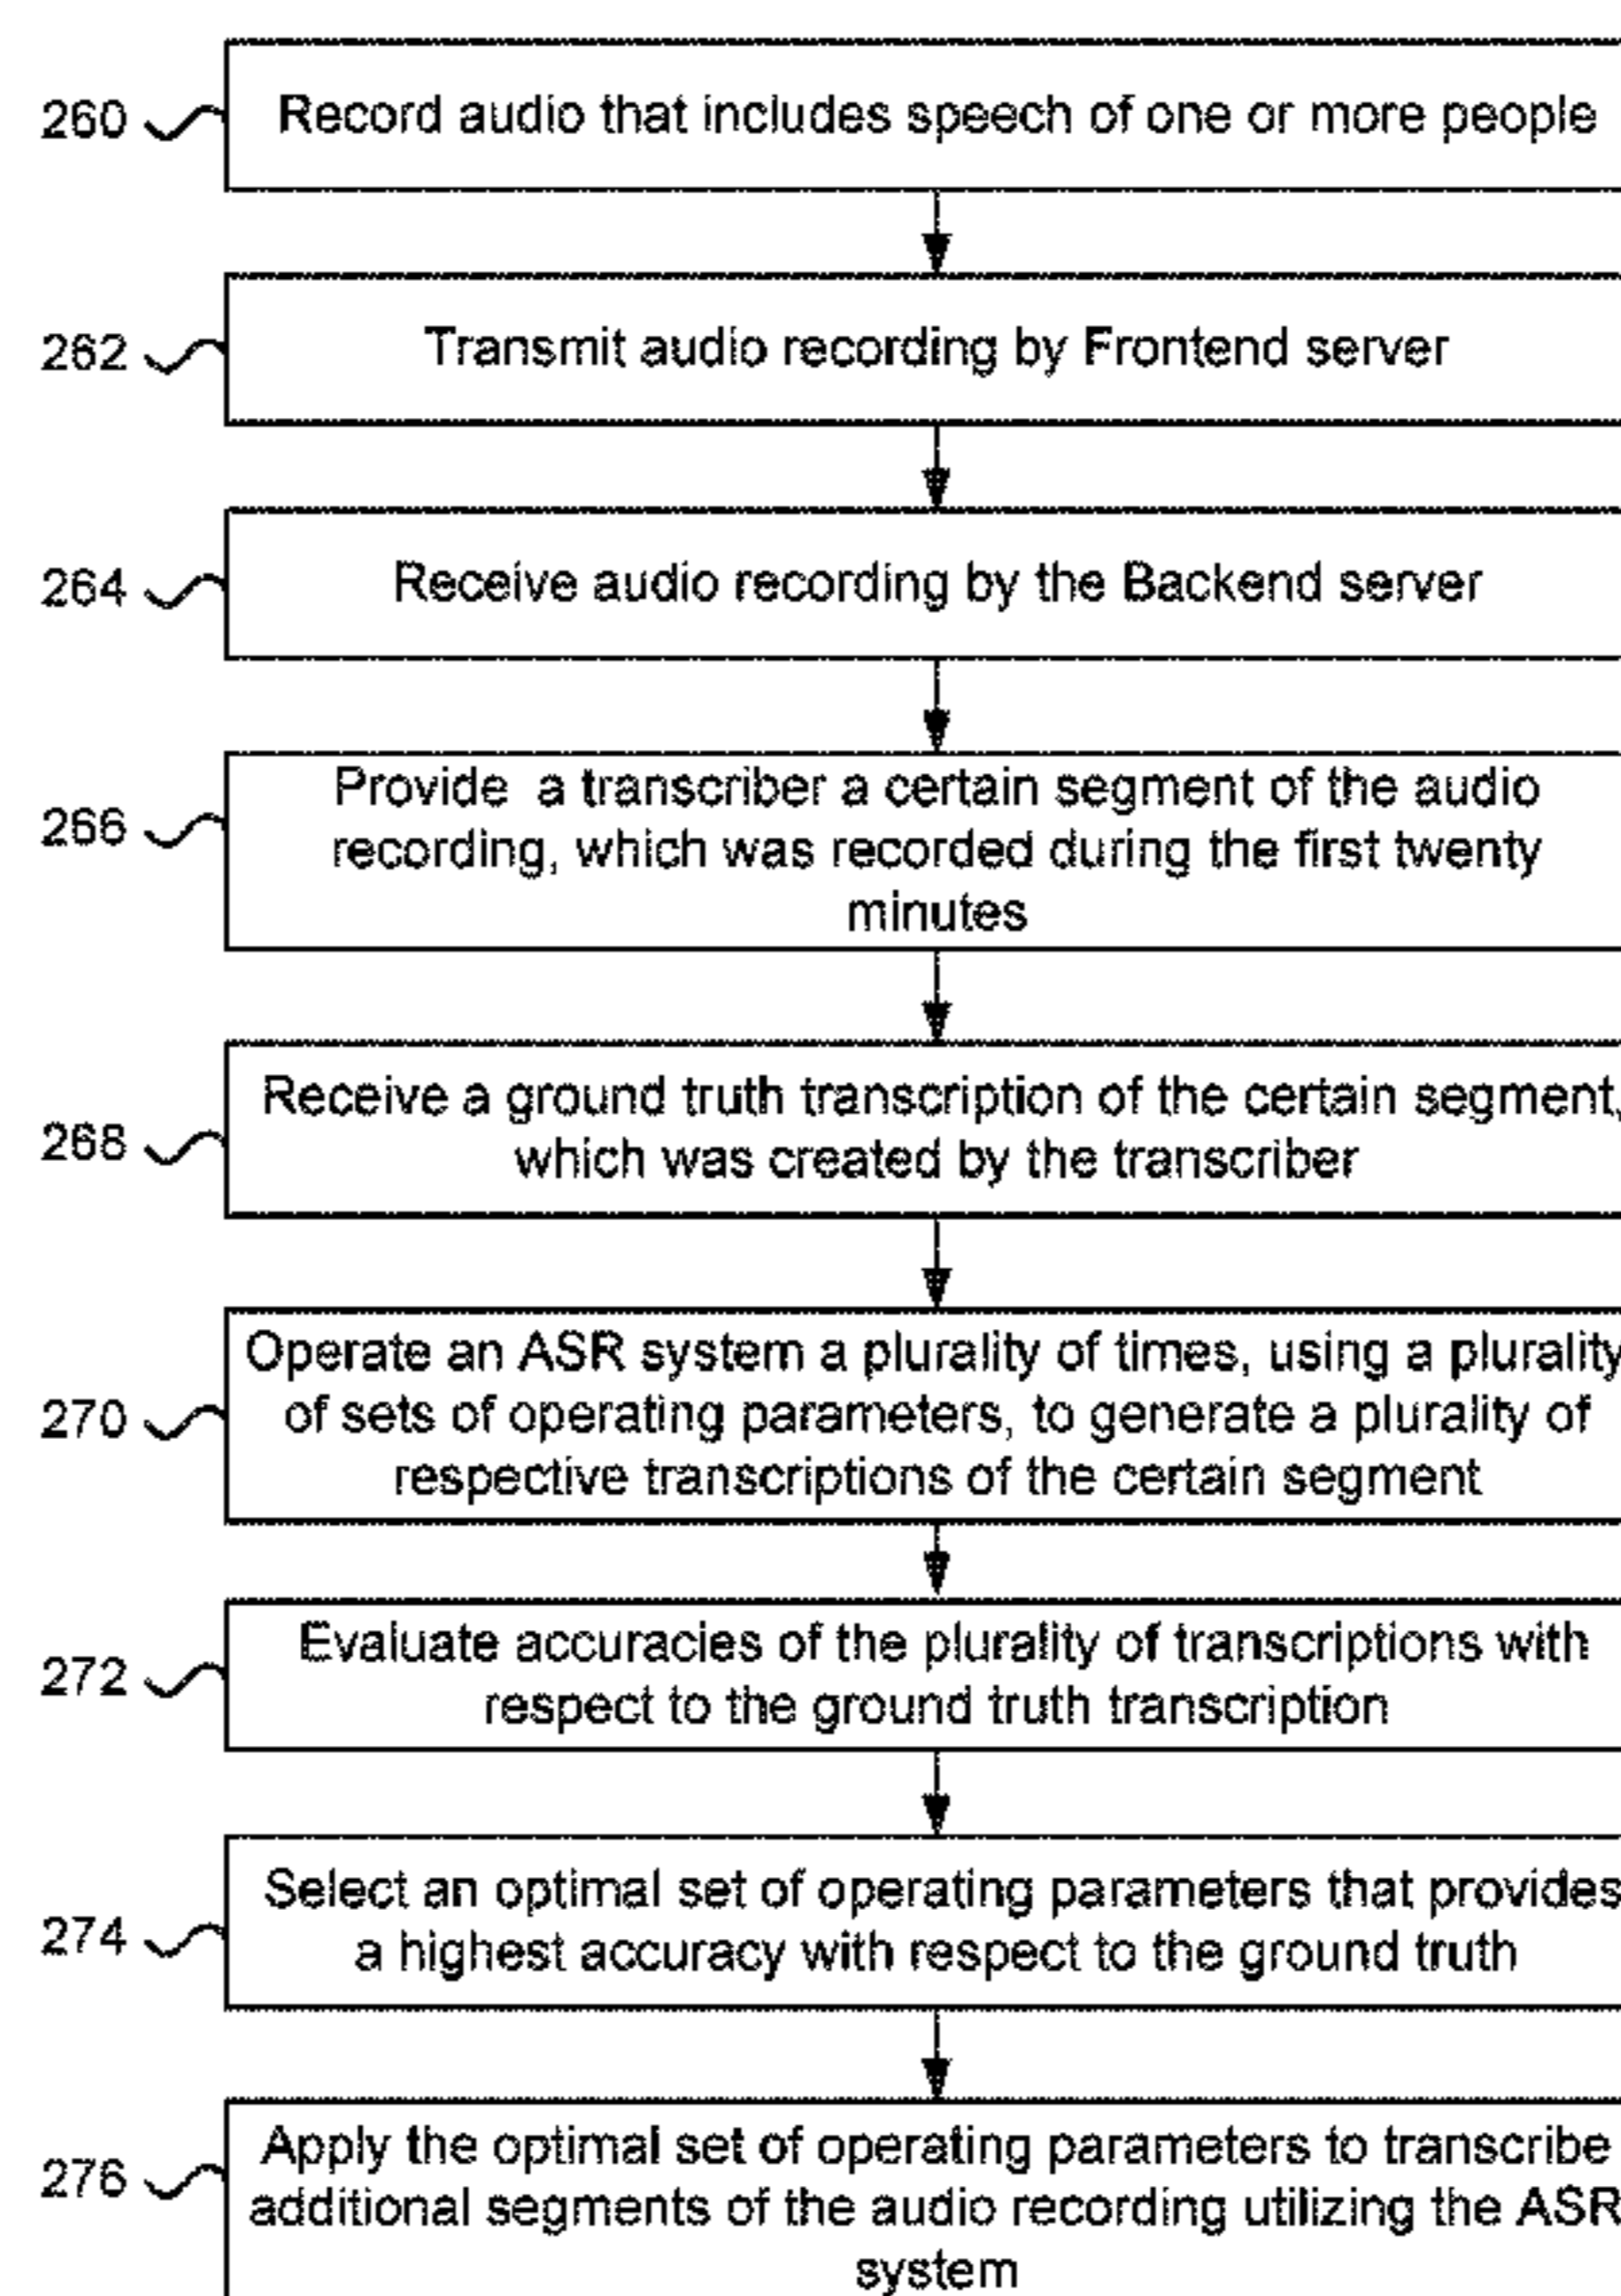 260 Record audio that includes speech of one or more people
262 Transmit audio recording by Frontend server
264 Receive audio recording by the Backend server
Provide a transcriber a certain segment of the audio
266 recording, which was recorded during the first twenty
minutes
Receive a ground truth transcription of the certain segment,
268 which was created by the transcriber
Operate an ASR system a plurality of times, using a plurality
270 of sets of operating parameters, to generate a plurality of
respective transcriptions of the certain segment
Evaluate accuracies of the plurality of transcriptions with
272 respect to the ground truth transcription
Select an optimal set of operating parameters that provides
274 a highest accuracy with respect to the ground truth
Apply the optimal set of operating parameters to transcribe
276 additional segments of the audio recording utilizing the ASR
system